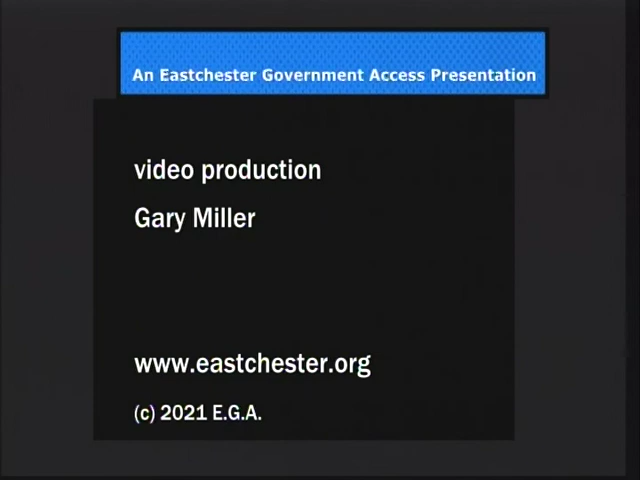 An Eastchester Government Access Presentation
video production
Gary Miller
www.eastchester.org
(c) 2021 E.G.A.